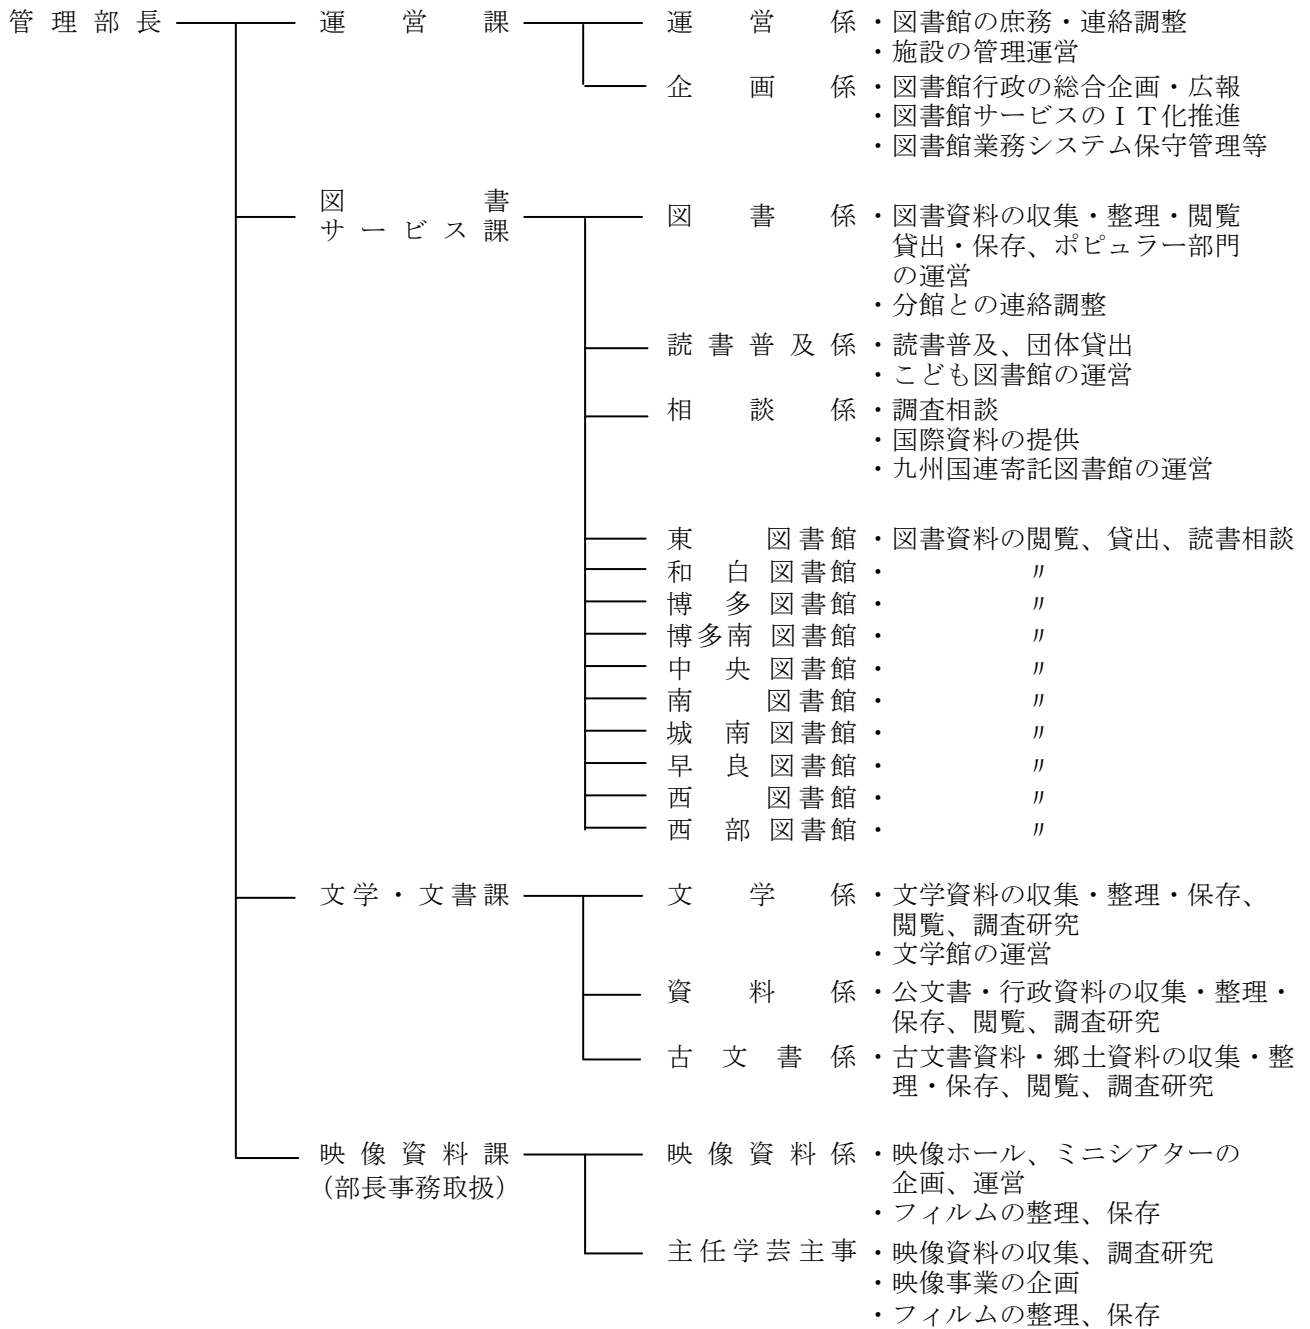 管理部長 運営課 運営係 ・図書館の庶務・連絡調整
・施設の管理運営
企画係 ・図書館行政の総合企画・広報
・図書館サービスのＩＴ化推進
・図書館業務システム保守管理等
図書
サービス課 図書係 ・図書資料の収集・整理・閲覧
貸出・保存、ポピュラー部門
の運営
・分館との連絡調整
読書普及係 ・読書普及、団体貸出
・こども図書館の運営
相談係 ・調査相談
・国際資料の提供
・九州国連寄託図書館の運営
東図書館 ・図書資料の閲覧、貸出、読書相談
和白図書館 ・ 〃
博多図書館 ・ 〃
博多南図書館 ・ 〃
中央図書館 ・ 〃
南図書館 ・ 〃
城南図書館 ・ 〃
早良図書館 ・ 〃
西図書館 ・ 〃
西部図書館 ・ 〃
文学・文書課 文学係 ・文学資料の収集・整理・保存、
閲覧、調査研究
・文学館の運営
資料係 ・公文書・行政資料の収集・整理・
保存、閲覧、調査研究
古文書係 ・古文書資料・郷土資料の収集・整
理・保存、閲覧、調査研究
映像資料課 映像資料係 ・映像ホール、ミニシアターの
（部長事務取扱） 企画、運営
・フィルムの整理、保存
主任学芸主事 ・映像資料の収集、調査研究
・映像事業の企画
・フィルムの整理、保存